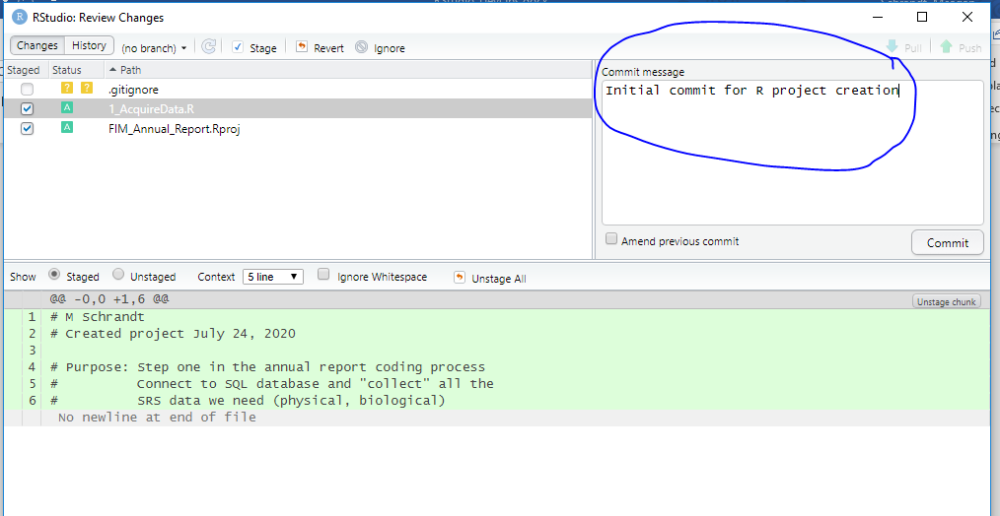 RStudio: Review Changes
Changes History (no branch) Stage Revert Ignore Pull Push
Staged Status Path
.gitignore
1_AcquireData.R
FIM_Annual_Report.Rproj
Commit message
Initial commit for R project creation
Amend previous commit Commit
Show Staged Unstaged Context 5 line Ignore Whitespace Unstage All
@@ -0,0 +1,6 @@ Unstage chunk
1 # M Schrandt
2 # Created project July 24, 2020
3
4 # Purpose: Step one in the annual report coding process
5 # Connect to SQL database and "collect" all the
6 # SRS data we need (physical, biological)
No newline at end of file